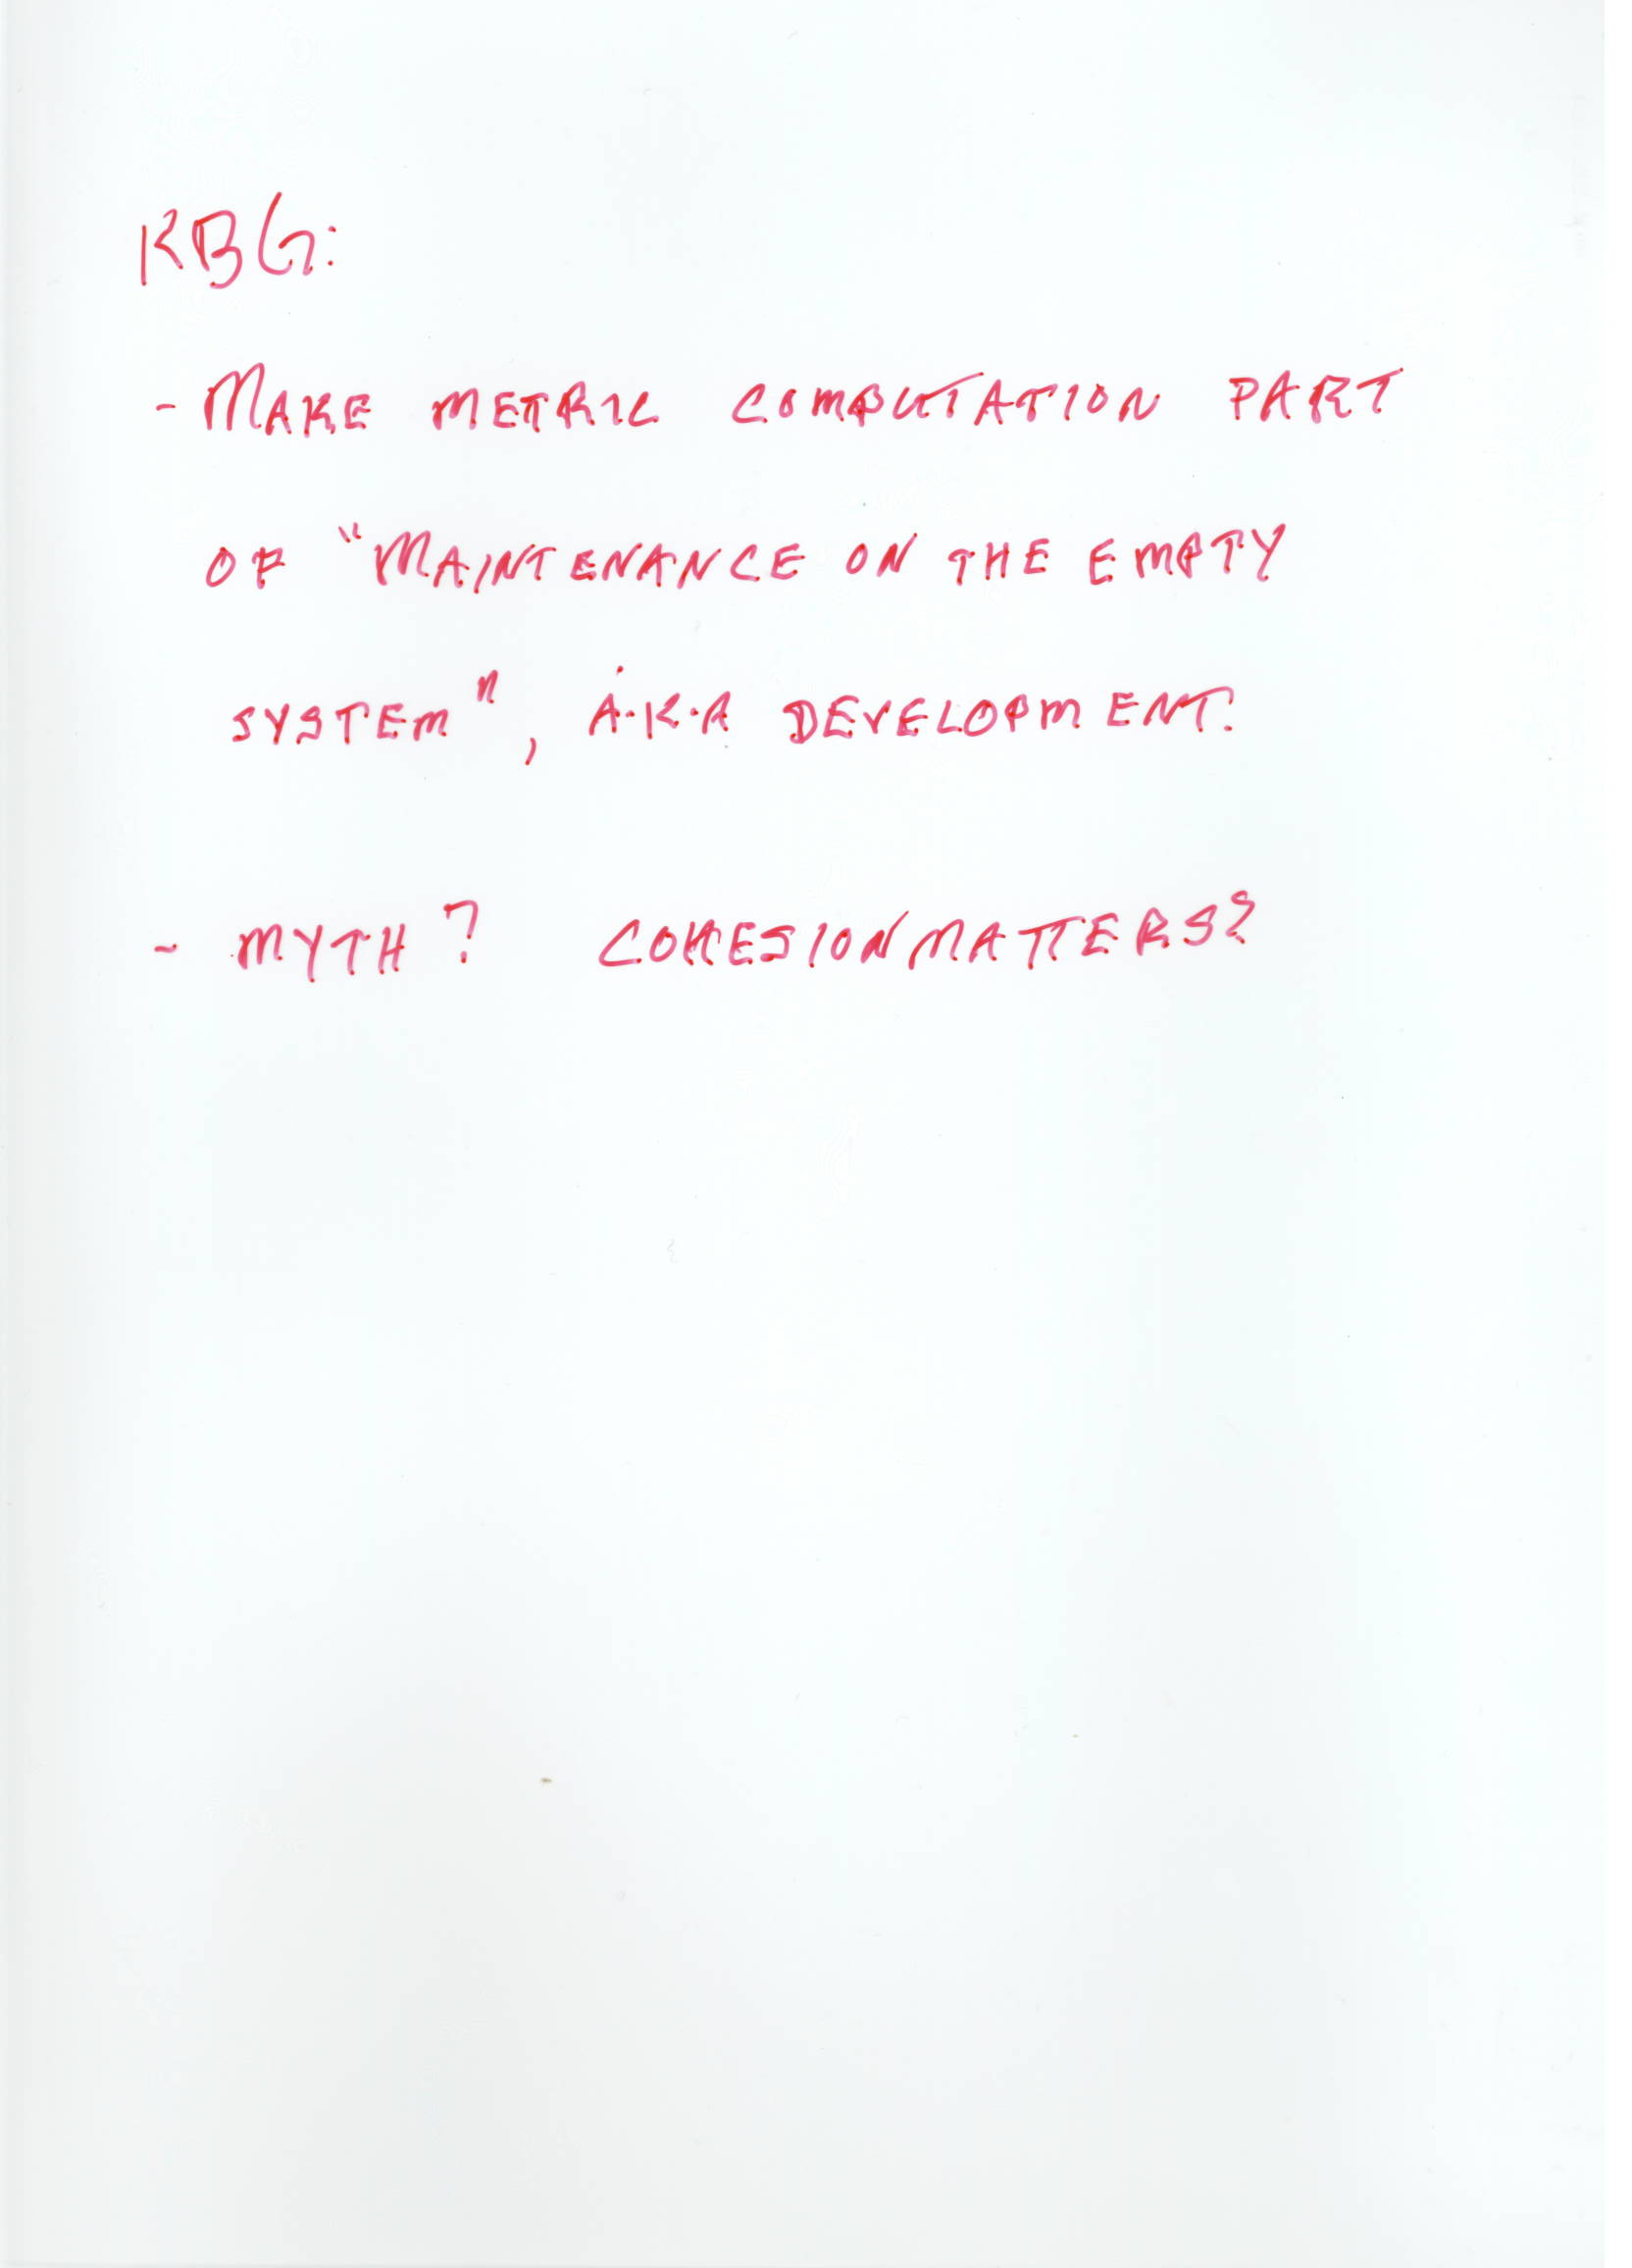 KBG:
- MAKE METRIC COMPUTATION PART
OF "MAINTENANCE ON THE EMPTY
SYSTEM", A.K.A DEVELOPMENT.
- MYTH? COHESION MATTERS?